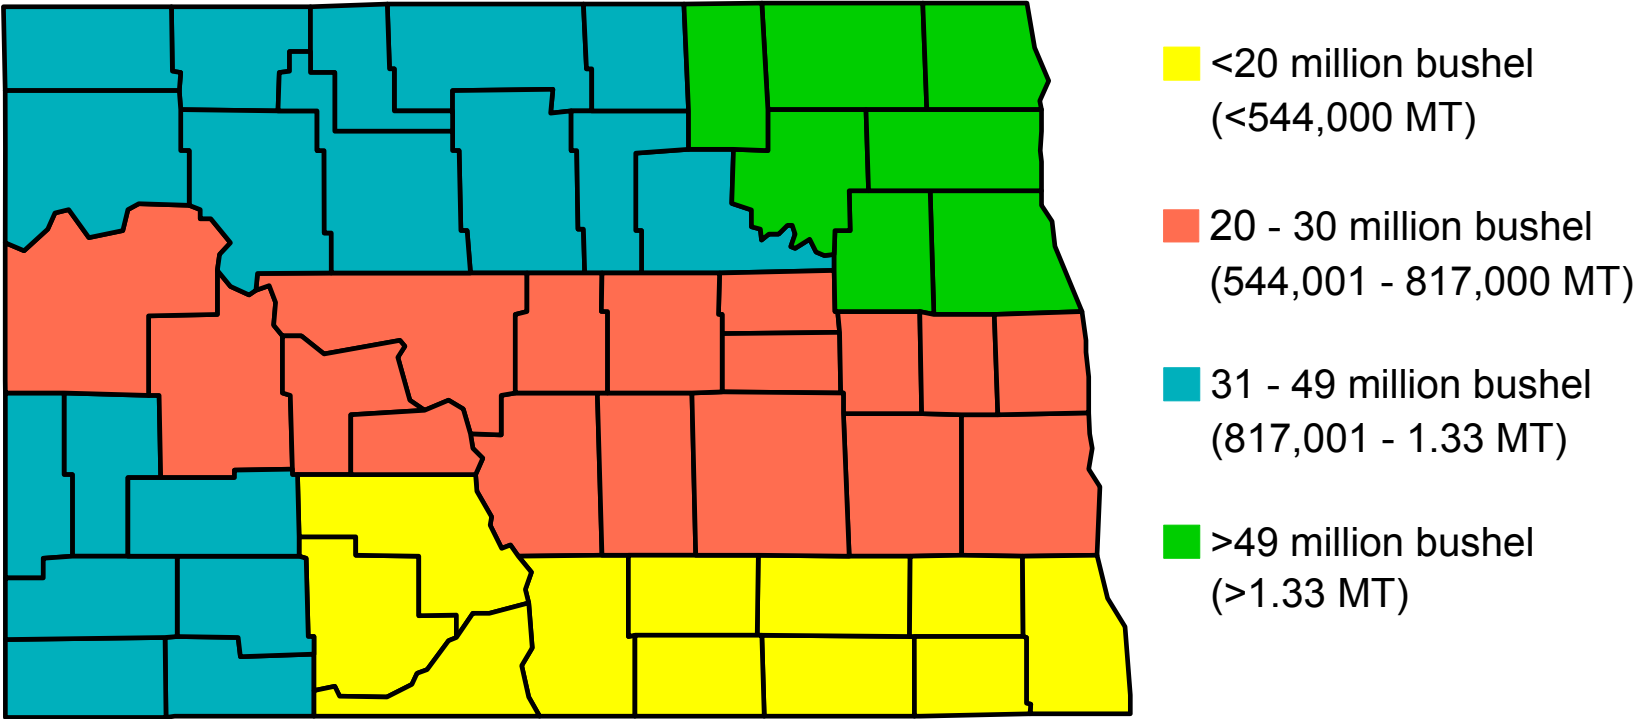 <20 million bushel
(<544,000 MT)
20 - 30 million bushel
(544,001 - 817,000 MT)
31 - 49 million bushel
(817,001 - 1.33 MT)
>49 million bushel
(>1.33 MT)